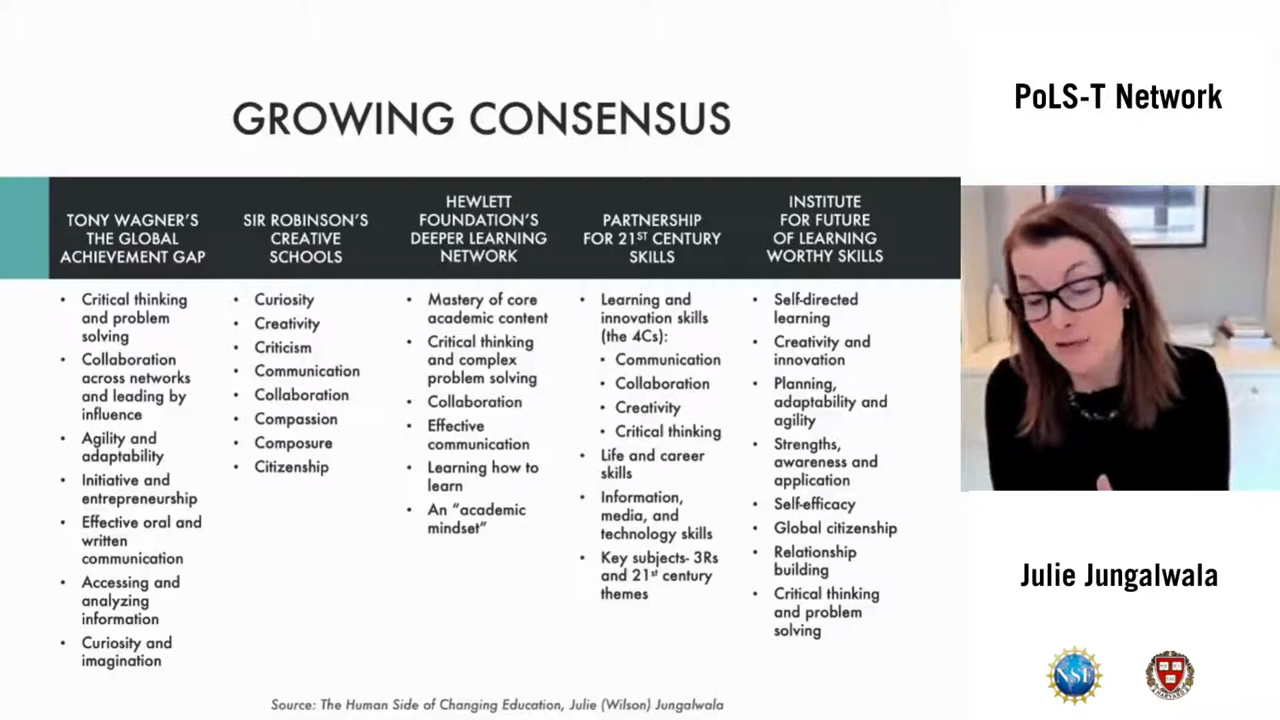 GROWING CONSENSUS
TONY WAGNER'S
THE GLOBAL
ACHIEVEMENT GAP
SIR ROBINSON'S
CREATIVE
SCHOOLS
HEWLETT
FOUNDATION'S
DEEPER LEARNING
NETWORK
PARTNERSHIP
FOR 21ST CENTURY
SKILLS
INSTITUTE
FOR FUTURE
OF LEARNING
WORTHY SKILLS
• Critical thinking
and problem
solving
• Collaboration
across networks
and leading by
influence
• Agility and
adaptability
• Initiative and
entrepreneurship
• Effective oral and
written
communication
• Accessing and
analyzing
information
• Curiosity and
imagination
• Curiosity
• Creativity
• Criticism
• Communication
• Collaboration
• Compassion
• Composure
• Citizenship
• Mastery of core
academic content
• Critical thinking
and complex
problem solving
• Collaboration
• Effective
communication
• Learning how to
learn
• An “academic
mindset”
• Learning and
innovation skills
(the 4Cs):
• Communication
• Collaboration
• Creativity
• Critical thinking
• Life and career
skills
• Information,
media, and
technology skills
• Key subjects- 3Rs
and 21st century
themes
• Self-directed
learning
• Creativity and
innovation
• Planning,
adaptability and
agility
• Strengths,
awareness and
application
• Self-efficacy
• Global citizenship
• Relationship
building
• Critical thinking
and problem
solving
Source: The Human Side of Changing Education, Julie (Wilson) Jungalwala
PoLS-T Network
Julie Jungalwala
NSF
HARVARD